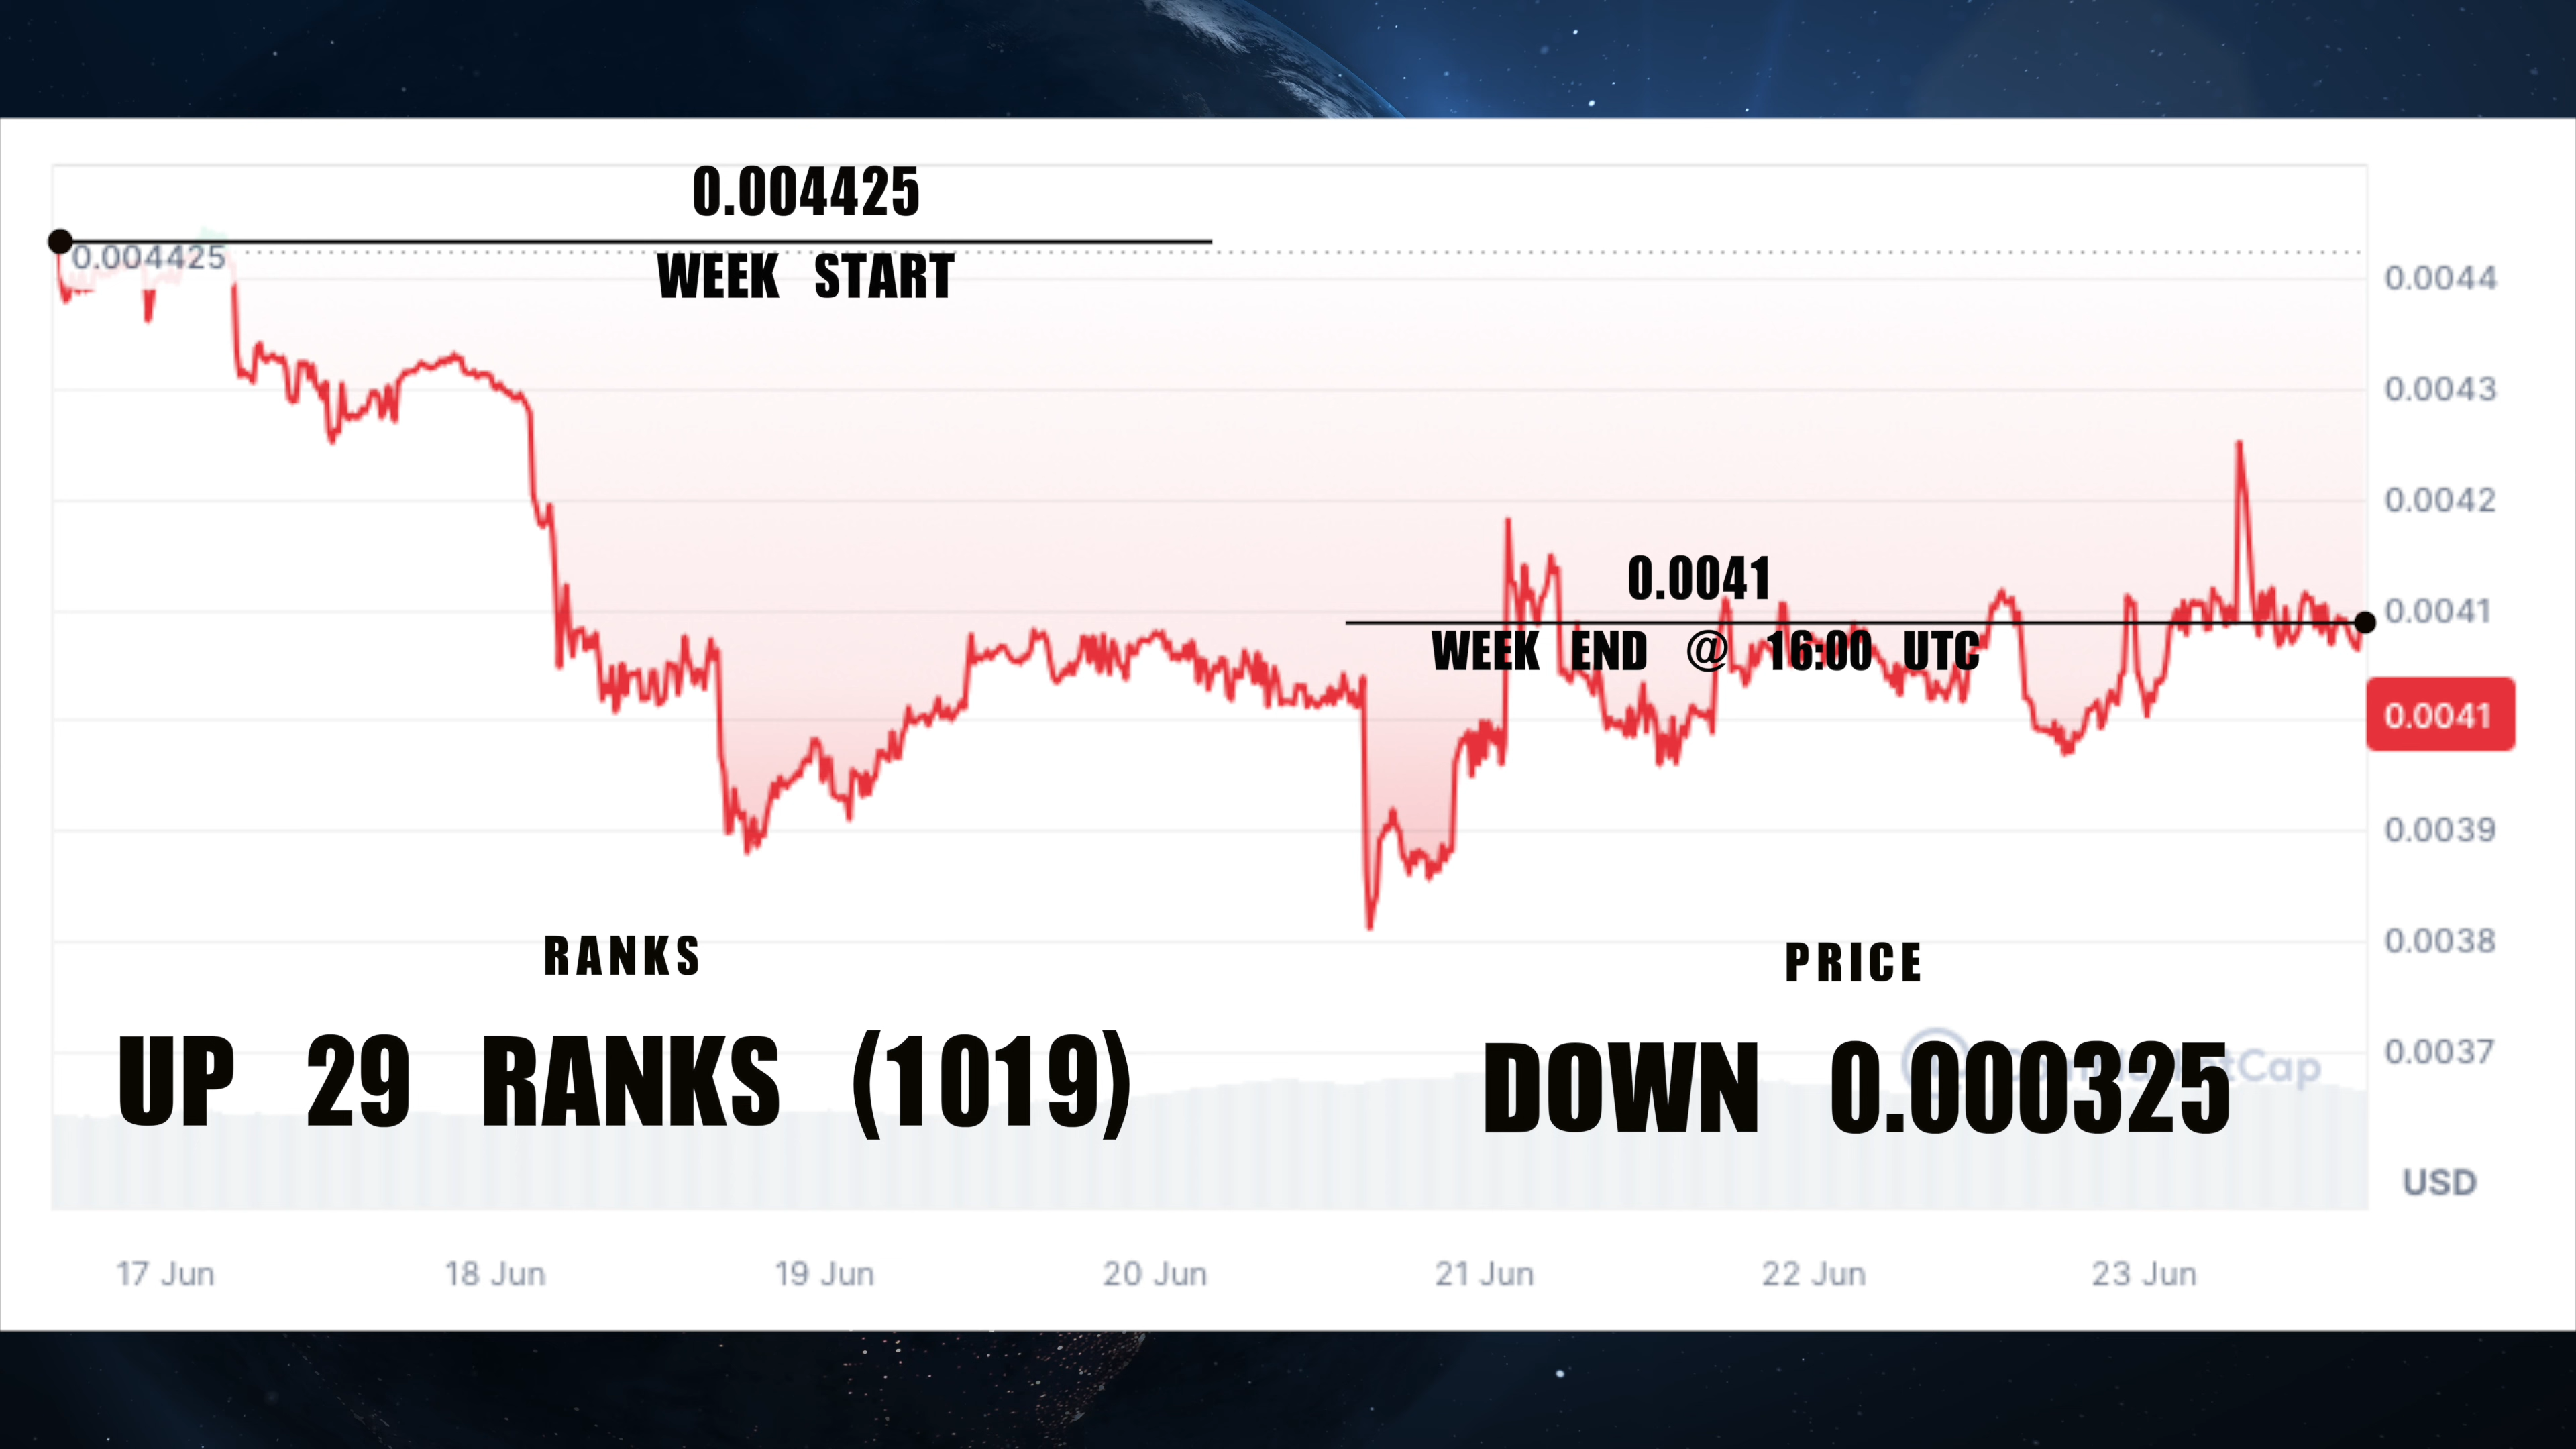 0.004425
0.004425
WEEK START
0.0044
0.0043
0.0042
0.0041
0.0041
WEEK END @ 16:00 UTC
0.0041
0.0039
0.0038
0.0037
RANKS
PRICE
UP 29 RANKS (1019)
DOWN 0.000325
USD
17 Jun
18 Jun
19 Jun
20 Jun
21 Jun
22 Jun
23 Jun